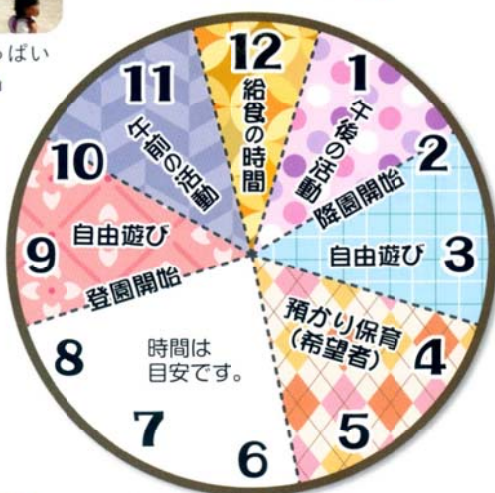 っぱい
12
給食の時間
1
午後の活動
2
降園開始
3
自由遊び
4
預かり保育
(希望者)
5
6
7
8
時間は
目安です。
9
登園開始
自由遊び
10
11
午前の活動